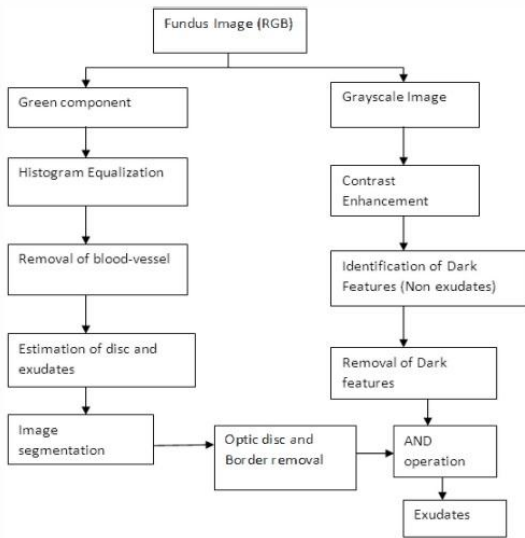 Fundus Image (RGB)
Green component
Grayscale Image
Histogram Equalization
Contrast
Enhancement
Removal of blood-vessel
Identification of Dark
Features (Non exudates)
Estimation of disc and
exudates
Removal of Dark
features
Image
segmentation
Optic disc and
Border removal
AND
operation
Exudates